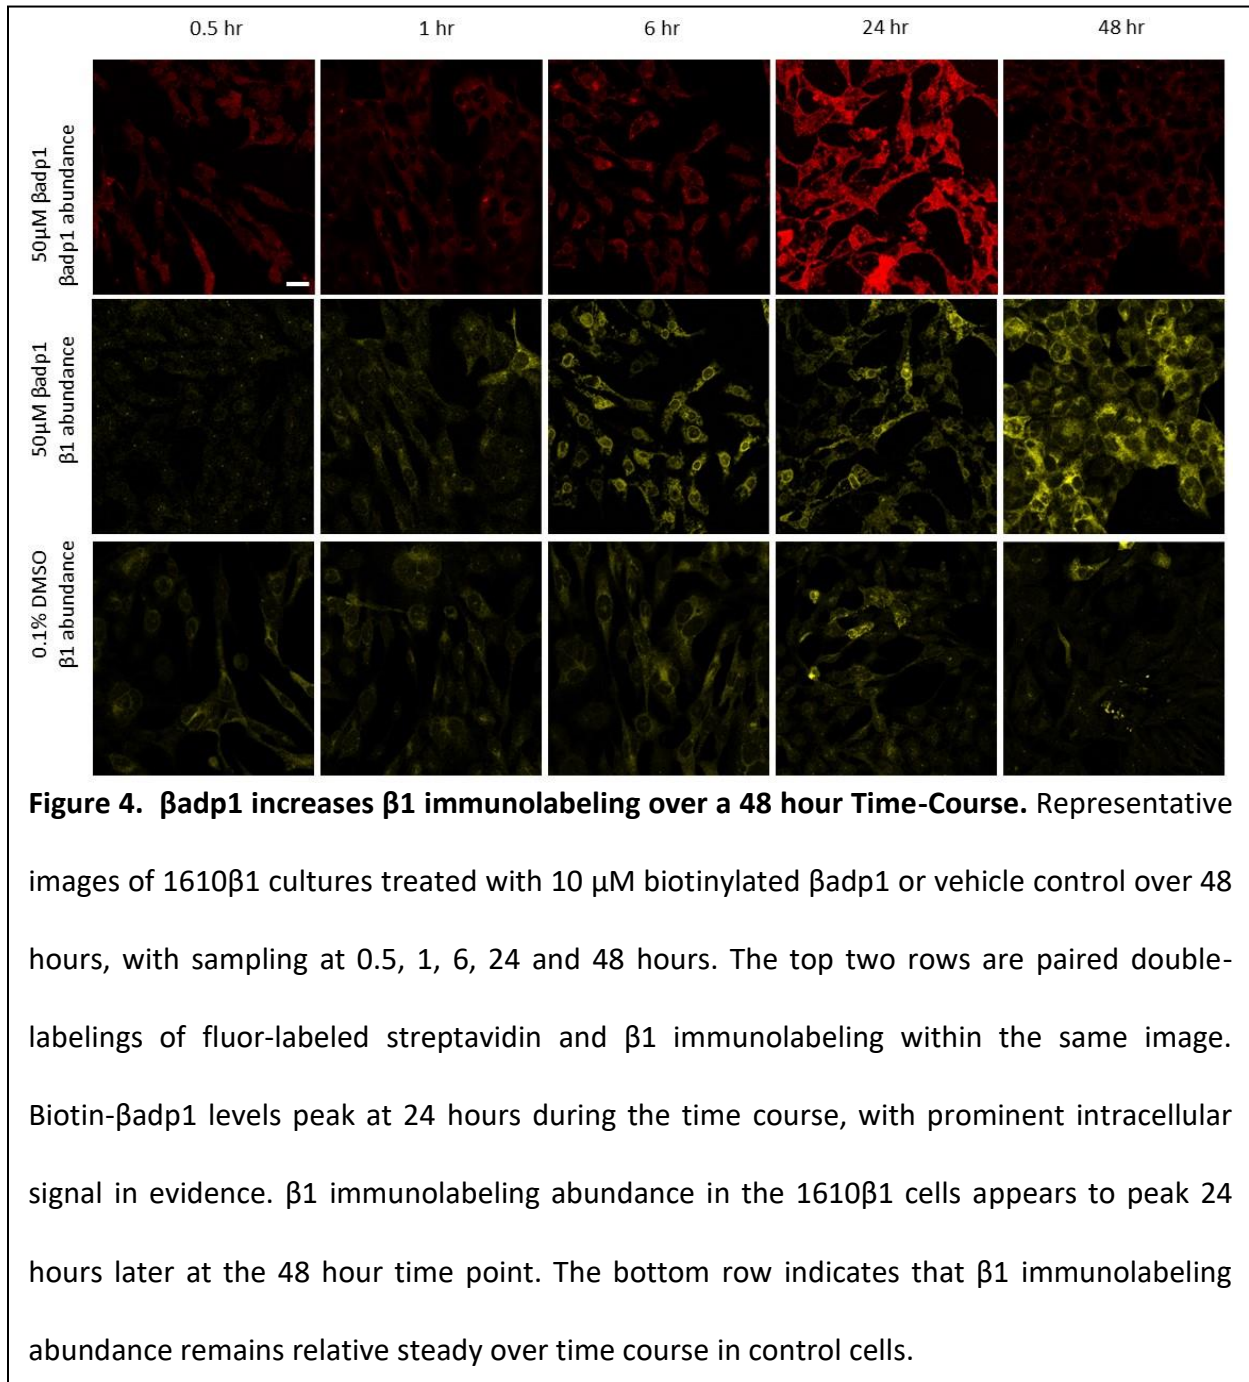 0.5 hr 1 hr 6 hr 24 hr 48 hr
50µM βadp1
βadp1 abundance
50µM βadp1
β1 abundance
0.1% DMSO
β1 abundance
Figure 4. βadp1 increases β1 immunolabeling over a 48 hour Time-Course. Representative
images of 1610β1 cultures treated with 10 µM biotinylated βadp1 or vehicle control over 48
hours, with sampling at 0.5, 1, 6, 24 and 48 hours. The top two rows are paired double-
labelings of fluor-labeled streptavidin and β1 immunolabeling within the same image.
Biotin-βadp1 levels peak at 24 hours during the time course, with prominent intracellular
signal in evidence. β1 immunolabeling abundance in the 1610β1 cells appears to peak 24
hours later at the 48 hour time point. The bottom row indicates that β1 immunolabeling
abundance remains relative steady over time course in control cells.